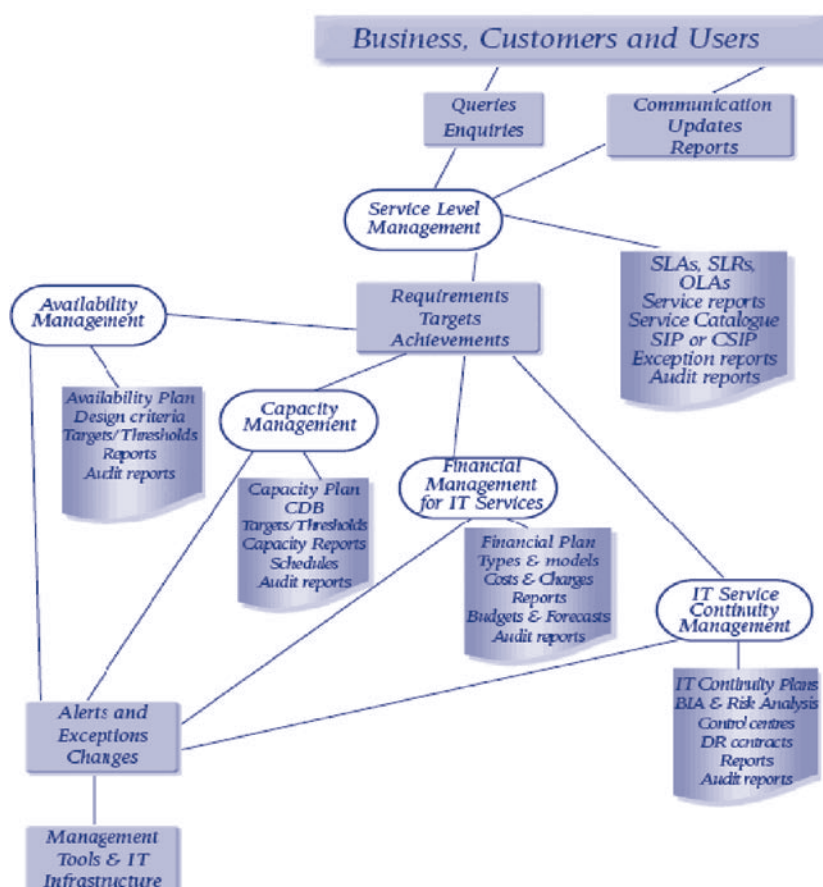 Business, Customers and Users
Queries
Enquiries
Communication
Updates
Reports
Service Level
Management
SLAs, SLRs,
OLAs
Service reports
Service Catalogue
SIP or CSIP
Exception reports
Audit reports
Availability
Management
Requirements
Targets
Achievements
Availability Plan
Design criteria
Targets/Thresholds
Reports
Audit reports
Capacity
Management
Capacity Plan
CDB
Targets/Thresholds
Capacity Reports
Schedules
Audit reports
Financial
Management
for IT Services
Financial Plan
Types & models
Costs & Charges
Reports
Budgets & Forecasts
Audit reports
IT Service
Continuity
Management
IT Continuity Plans
BIA & Risk Analysis
Control centres
DR contracts
Reports
Audit reports
Alerts and
Exceptions
Changes
Management
Tools & IT
Infrastructure